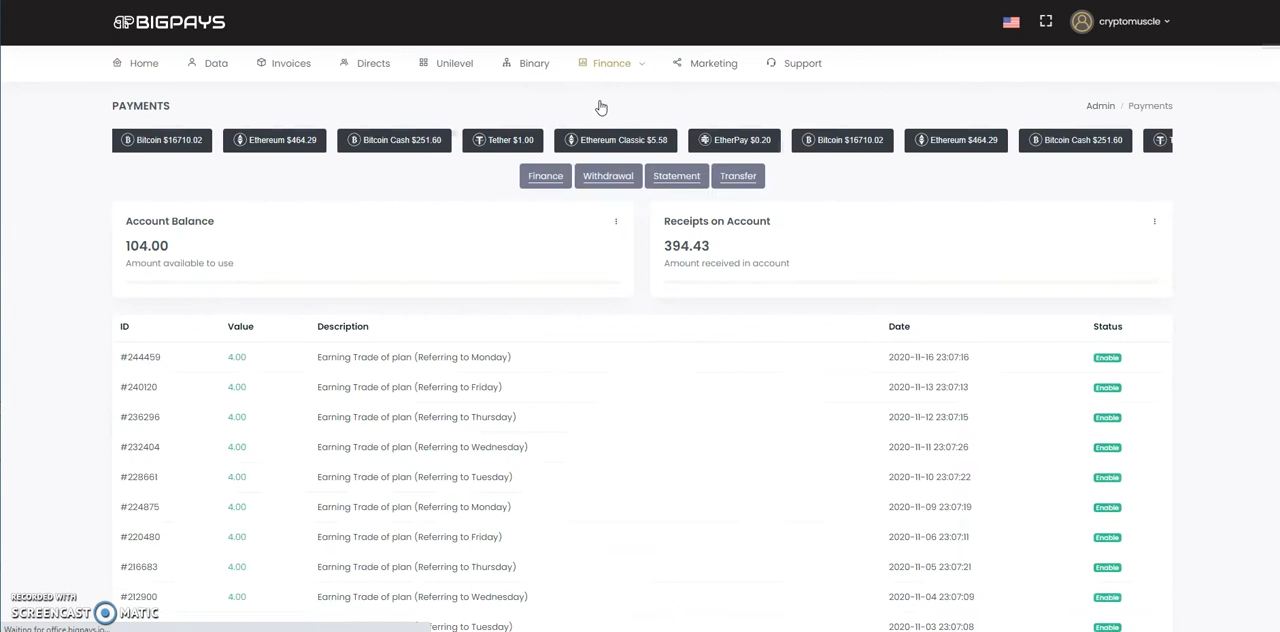 BIGPAYS
cryptomuscle
Home Data Invoices Directs Unilevel Binary Finance Marketing Support
PAYMENTS
Admin / Payments
Bitcoin $16710.02 Ethereum $464.29 Bitcoin Cash $251.60 Tether $1.00 Ethereum Classic $5.58 EtherPay $0.20 Bitcoin $16710.02 Ethereum $464.29 Bitcoin Cash $251.60
Finance Withdrawal Statement Transfer
Account Balance
104.00
Amount available to use
Receipts on Account
394.43
Amount received in account
ID Value Description Date Status
#244459 4.00 Earning Trade of plan (Referring to Monday) 2020-11-16 23:07:16 Enable
#240120 4.00 Earning Trade of plan (Referring to Friday) 2020-11-13 23:07:13 Enable
#236296 4.00 Earning Trade of plan (Referring to Thursday) 2020-11-12 23:07:15 Enable
#232404 4.00 Earning Trade of plan (Referring to Wednesday) 2020-11-11 23:07:26 Enable
#228661 4.00 Earning Trade of plan (Referring to Tuesday) 2020-11-10 23:07:22 Enable
#224875 4.00 Earning Trade of plan (Referring to Monday) 2020-11-09 23:07:19 Enable
#220480 4.00 Earning Trade of plan (Referring to Friday) 2020-11-06 23:07:11 Enable
#216683 4.00 Earning Trade of plan (Referring to Thursday) 2020-11-05 23:07:21 Enable
#212900 4.00 Earning Trade of plan (Referring to Wednesday) 2020-11-04 23:07:09 Enable
erring to Tuesday) 2020-11-03 23:07:08 Enable
RECORDED WITH
SCREENCAST MATIC
Waiting for office.bigpays.io...